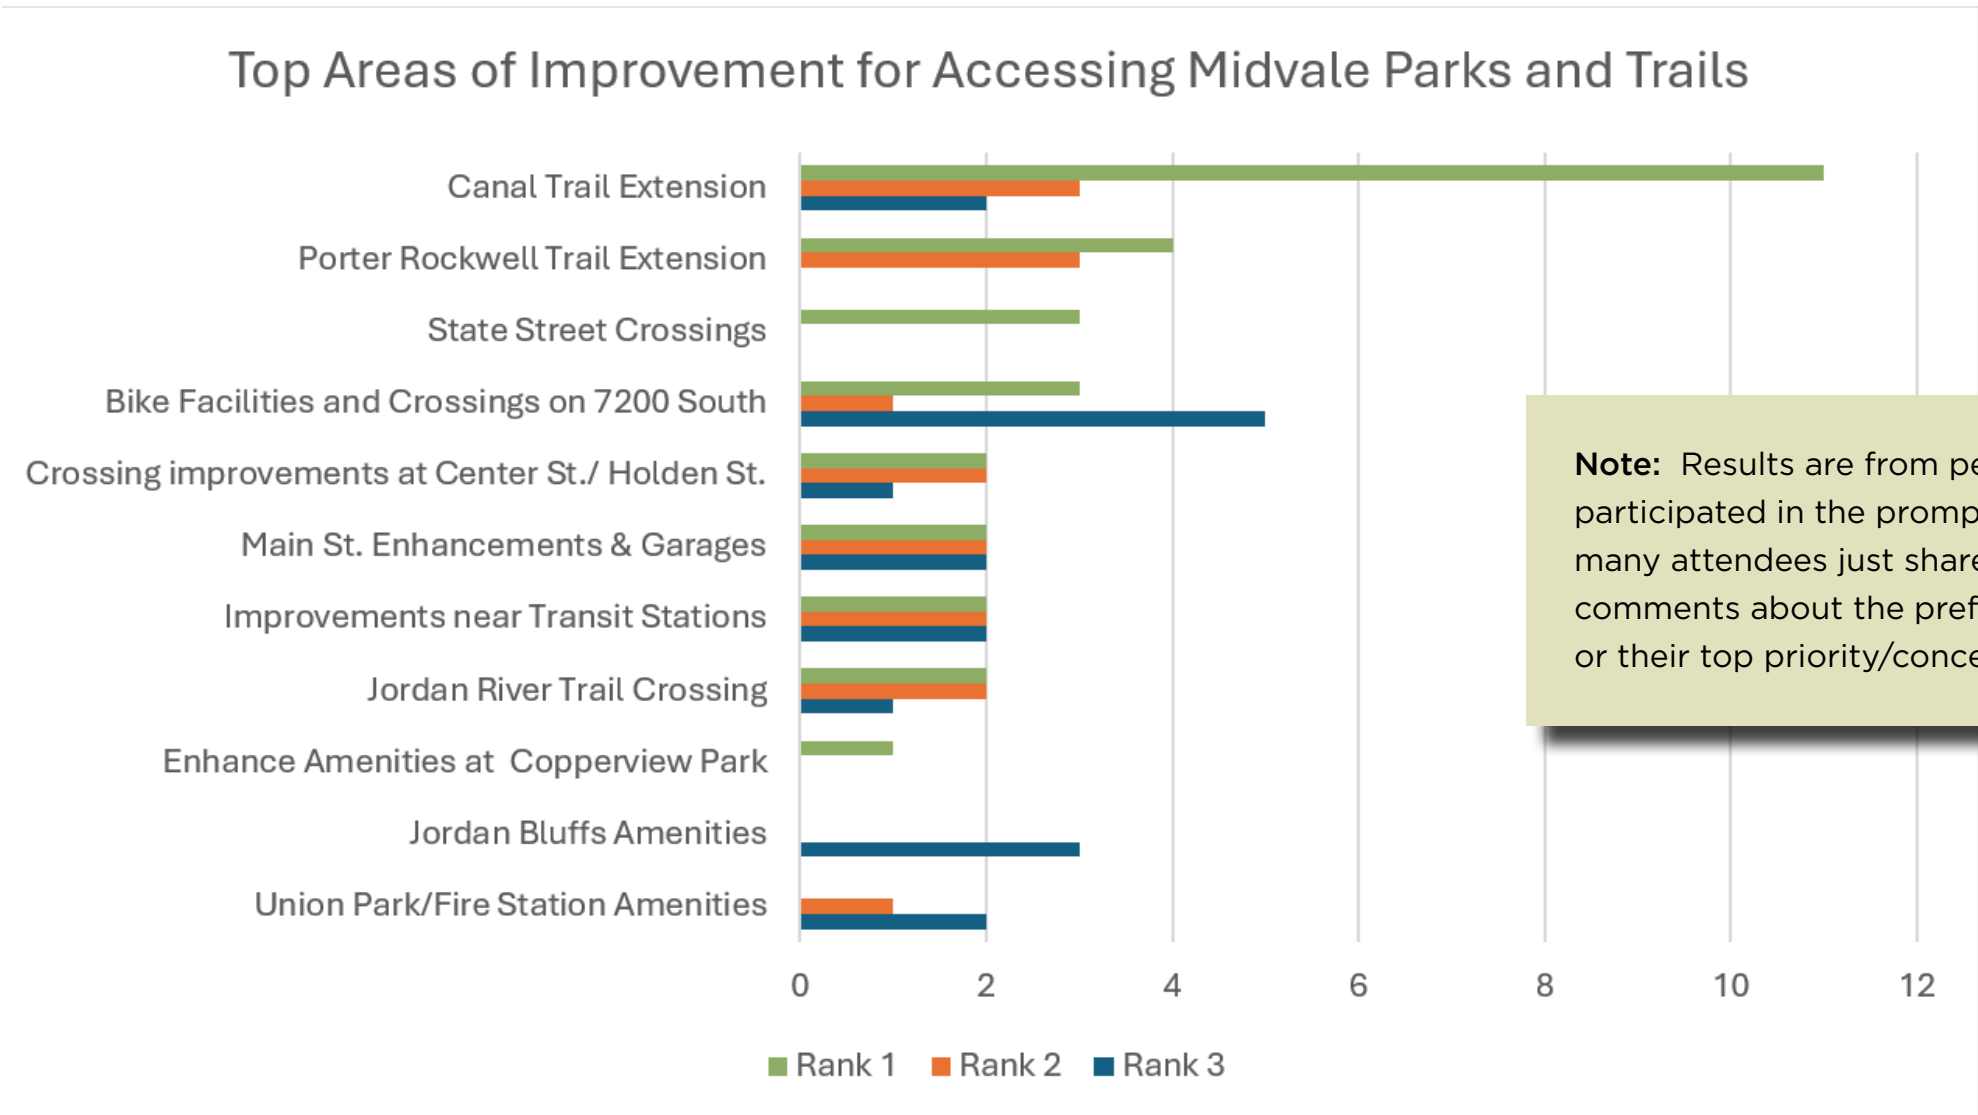 Top Areas of Improvement for Accessing Midvale Parks and Trails
Canal Trail Extension
Porter Rockwell Trail Extension
State Street Crossings
Bike Facilities and Crossings on 7200 South
Crossing improvements at Center St./ Holden St.
Main St. Enhancements & Garages
Improvements near Transit Stations
Jordan River Trail Crossing
Enhance Amenities at Copperview Park
Jordan Bluffs Amenities
Union Park/Fire Station Amenities
0 2 4 6 8 10 12
Rank 1 Rank 2 Rank 3
Note: Results are from
participated in the
many attendees just
comments about the
or their top